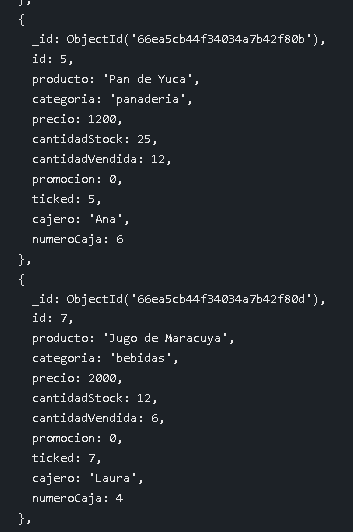 },
{
_id: ObjectId('66ea5cb44f34034a7b42f80b'),
id: 5,
producto: 'Pan de Yuca',
categoria: 'panaderia',
precio: 1200,
cantidadStock: 25,
cantidadVendida: 12,
promocion: 0,
ticked: 5,
cajero: 'Ana',
numeroCaja: 6
},
{
_id: ObjectId('66ea5cb44f34034a7b42f80d'),
id: 7,
producto: 'Jugo de Maracuya',
categoria: 'bebidas',
precio: 2000,
cantidadStock: 12,
cantidadVendida: 6,
promocion: 0,
ticked: 7,
cajero: 'Laura',
numeroCaja: 4
},